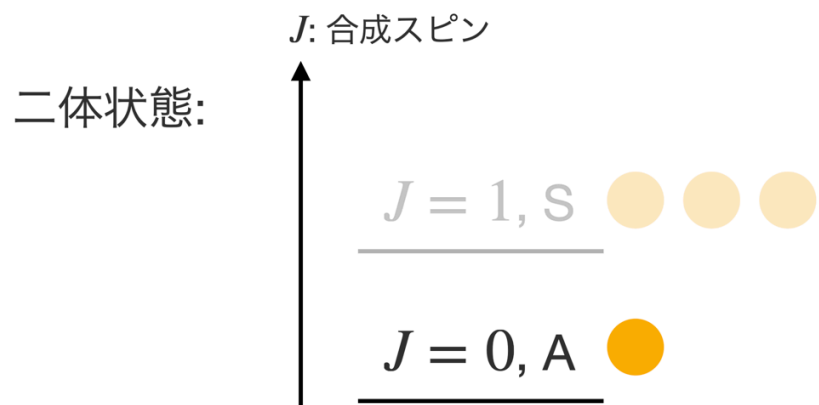 J: 合成スピン
二体状態:
J = 1, S
J = 0, A